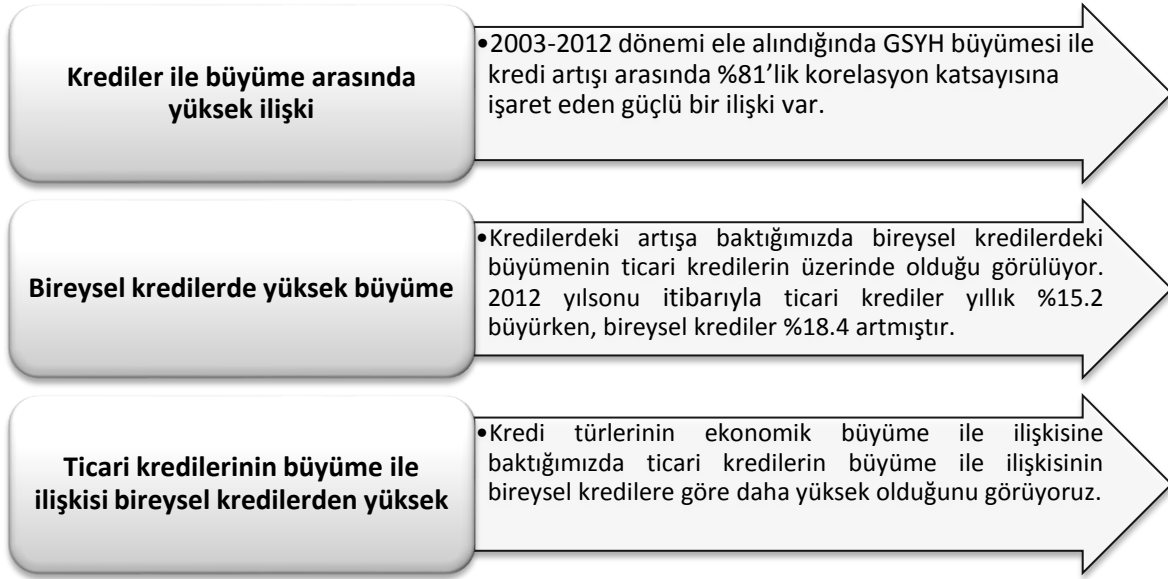 Krediler ile büyüme arasında
yüksek ilişki
•2003-2012 dönemi ele alındığında GSYH büyümesi ile
kredi artışı arasında %81’lik korelasyon katsayısına
işaret eden güçlü bir ilişki var.
Bireysel kredilerde yüksek büyüme
•Kredilerdeki artışa baktığımızda bireysel kredilerdeki
büyümenin ticari kredilerin üzerinde olduğu görülüyor.
2012 yılsonu itibarıyla ticari krediler yıllık %15.2
büyürken, bireysel krediler %18.4 artmıştır.
Ticari kredilerinin büyüme ile
ilişkisi bireysel kredilerden yüksek
•Kredi türlerinin ekonomik büyüme ile ilişkisine
baktığımızda ticari kredilerin büyüme ile ilişkisinin
bireysel kredilere göre daha yüksek olduğunu görüyoruz.